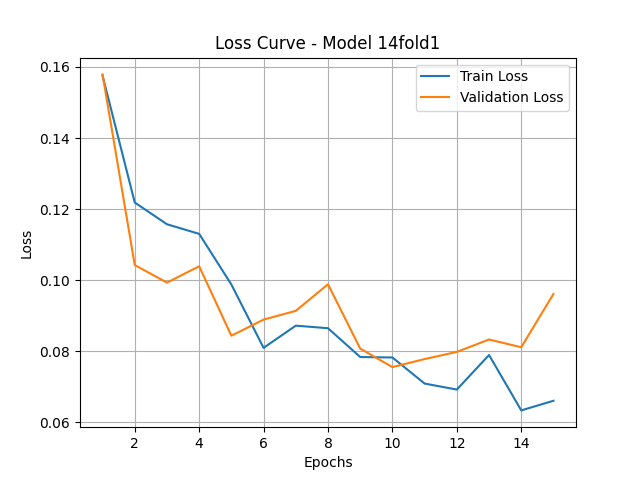 Loss Curve - Model 14fold1
Train Loss
Validation Loss
0.16
0.14
0.12
0.10
0.08
0.06
Loss
2 4 6 8 10 12 14
Epochs